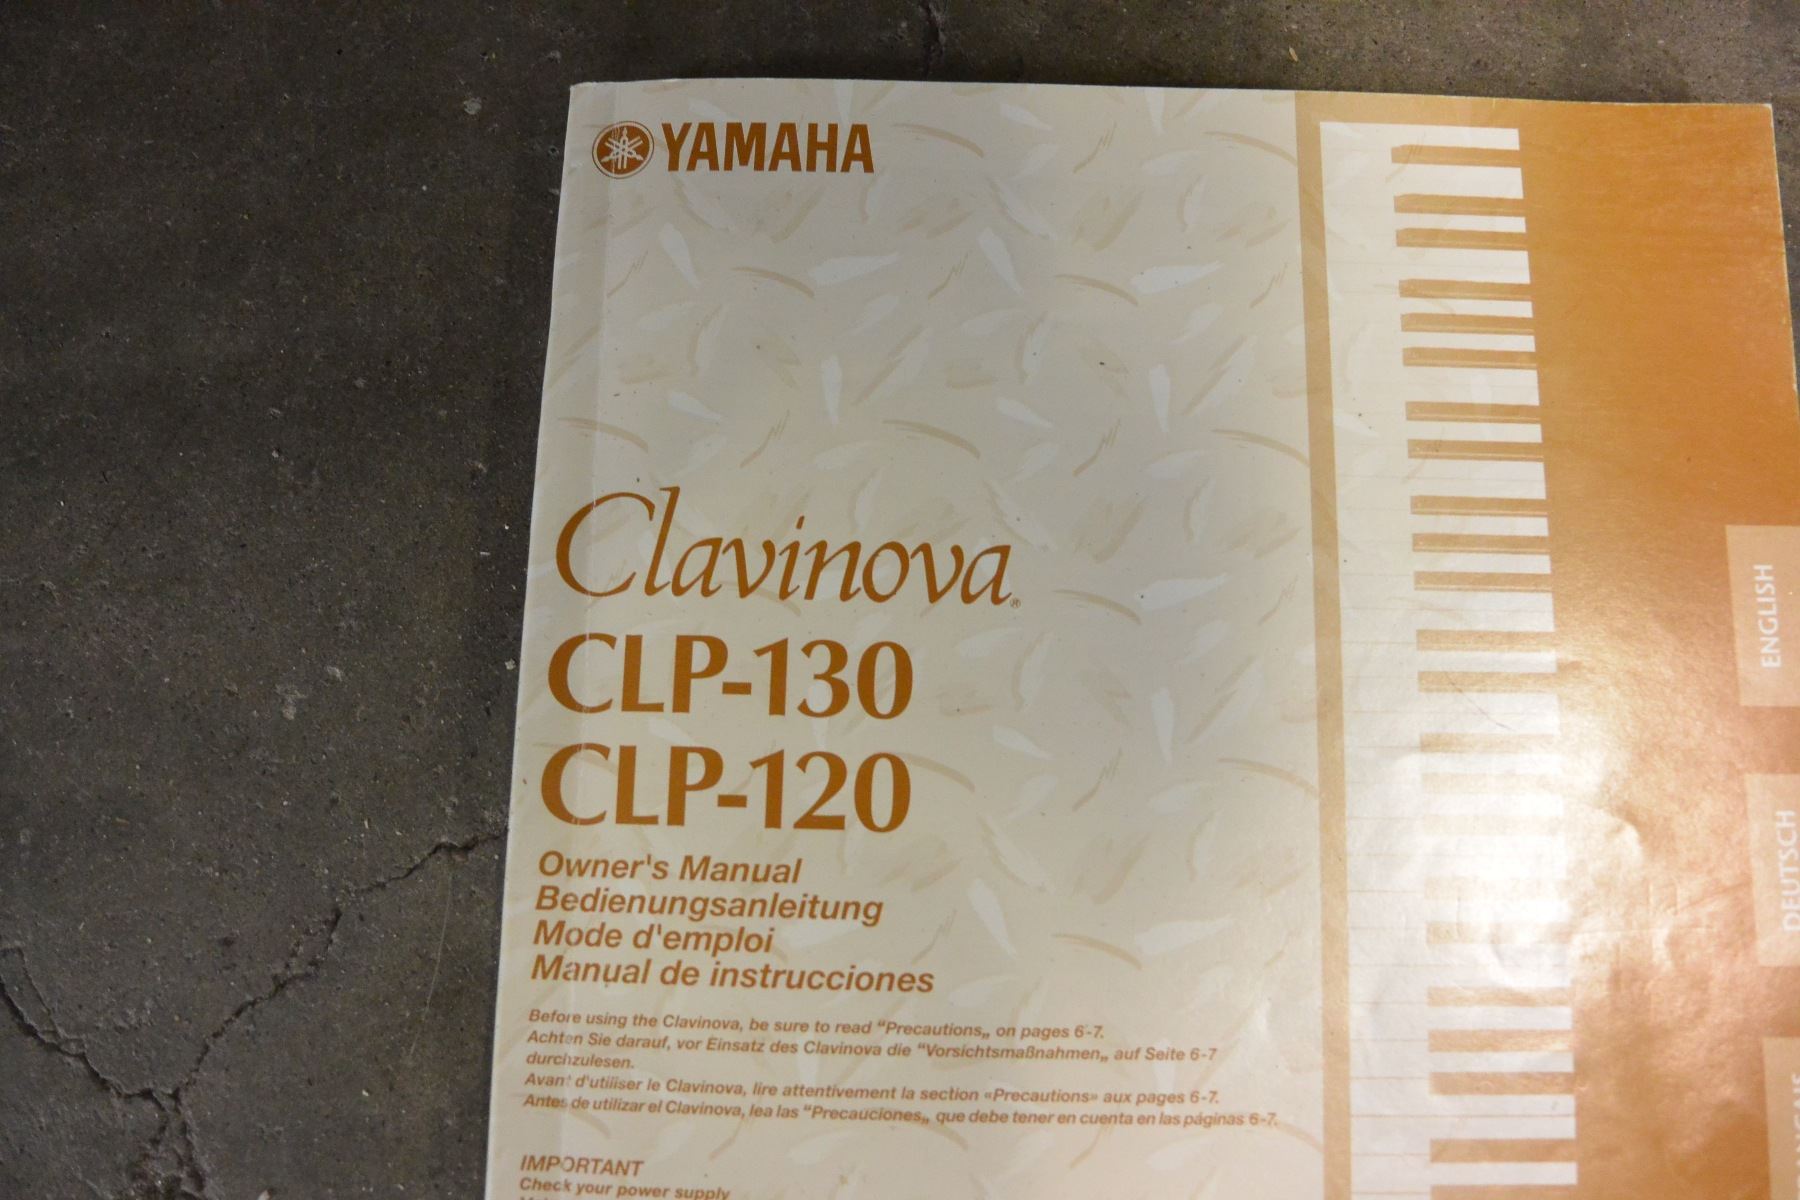 YAMAHA
Clavinova®
CLP-130
CLP-120
Owner's Manual
Bedienungsanleitung
Mode d'emploi
Manual de instrucciones
Before using the Clavinova, be sure to read “Precautions„ on pages 6-7.
Achten Sie darauf, vor Einsatz des Clavinova die “Vorsichtsmaßnahmen„ auf Seite 6-7
durchzulesen.
Avant d'utiliser le Clavinova, lire attentivement la section «Precautions» aux pages 6-7.
Antes de utilizar el Clavinova, lea las “Precauciones„ que debe tener en cuenta en las páginas 6-7.
IMPORTANT
Check your power supply
ENGLISH
DEUTSCH